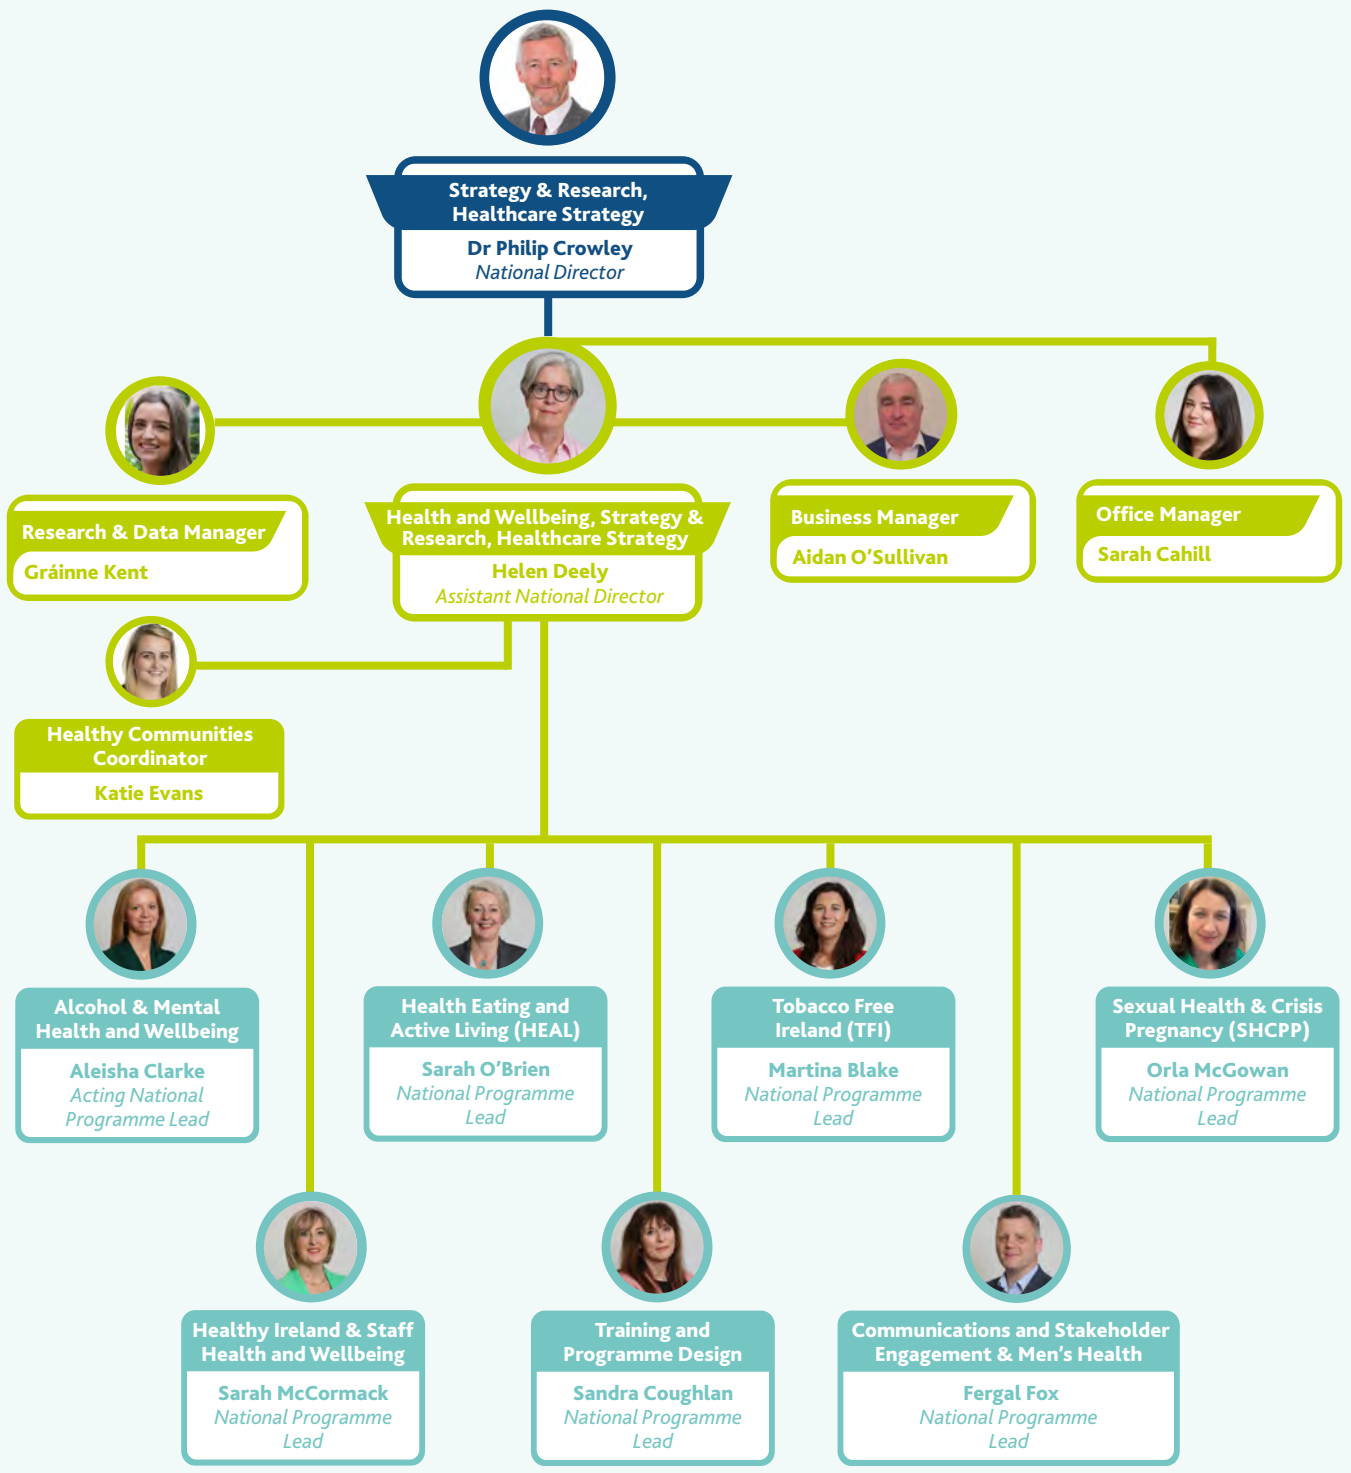 Strategy & Research,
Healthcare Strategy
Dr Philip Crowley
National Director
Research & Data Manager
Gráinne Kent
Health and Wellbeing, Strategy &
Research, Healthcare Strategy
Helen Deely
Assistant National Director
Business Manager
Aidan O’Sullivan
Office Manager
Sarah Cahill
Healthy Communities
Coordinator
Katie Evans
Alcohol & Mental
Health and Wellbeing
Aleisha Clarke
Acting National
Programme Lead
Health Eating and
Active Living (HEAL)
Sarah O’Brien
National Programme
Lead
Tobacco Free
Ireland (TFI)
Martina Blake
National Programme
Lead
Sexual Health & Crisis
Pregnancy (SHCPP)
Orla McGowan
National Programme
Lead
Healthy Ireland & Staff
Health and Wellbeing
Sarah McCormack
National Programme
Lead
Training and
Programme Design
Sandra Coughlan
National Programme
Lead
Communications and Stakeholder
Engagement & Men’s Health
Fergal Fox
National Programme
Lead